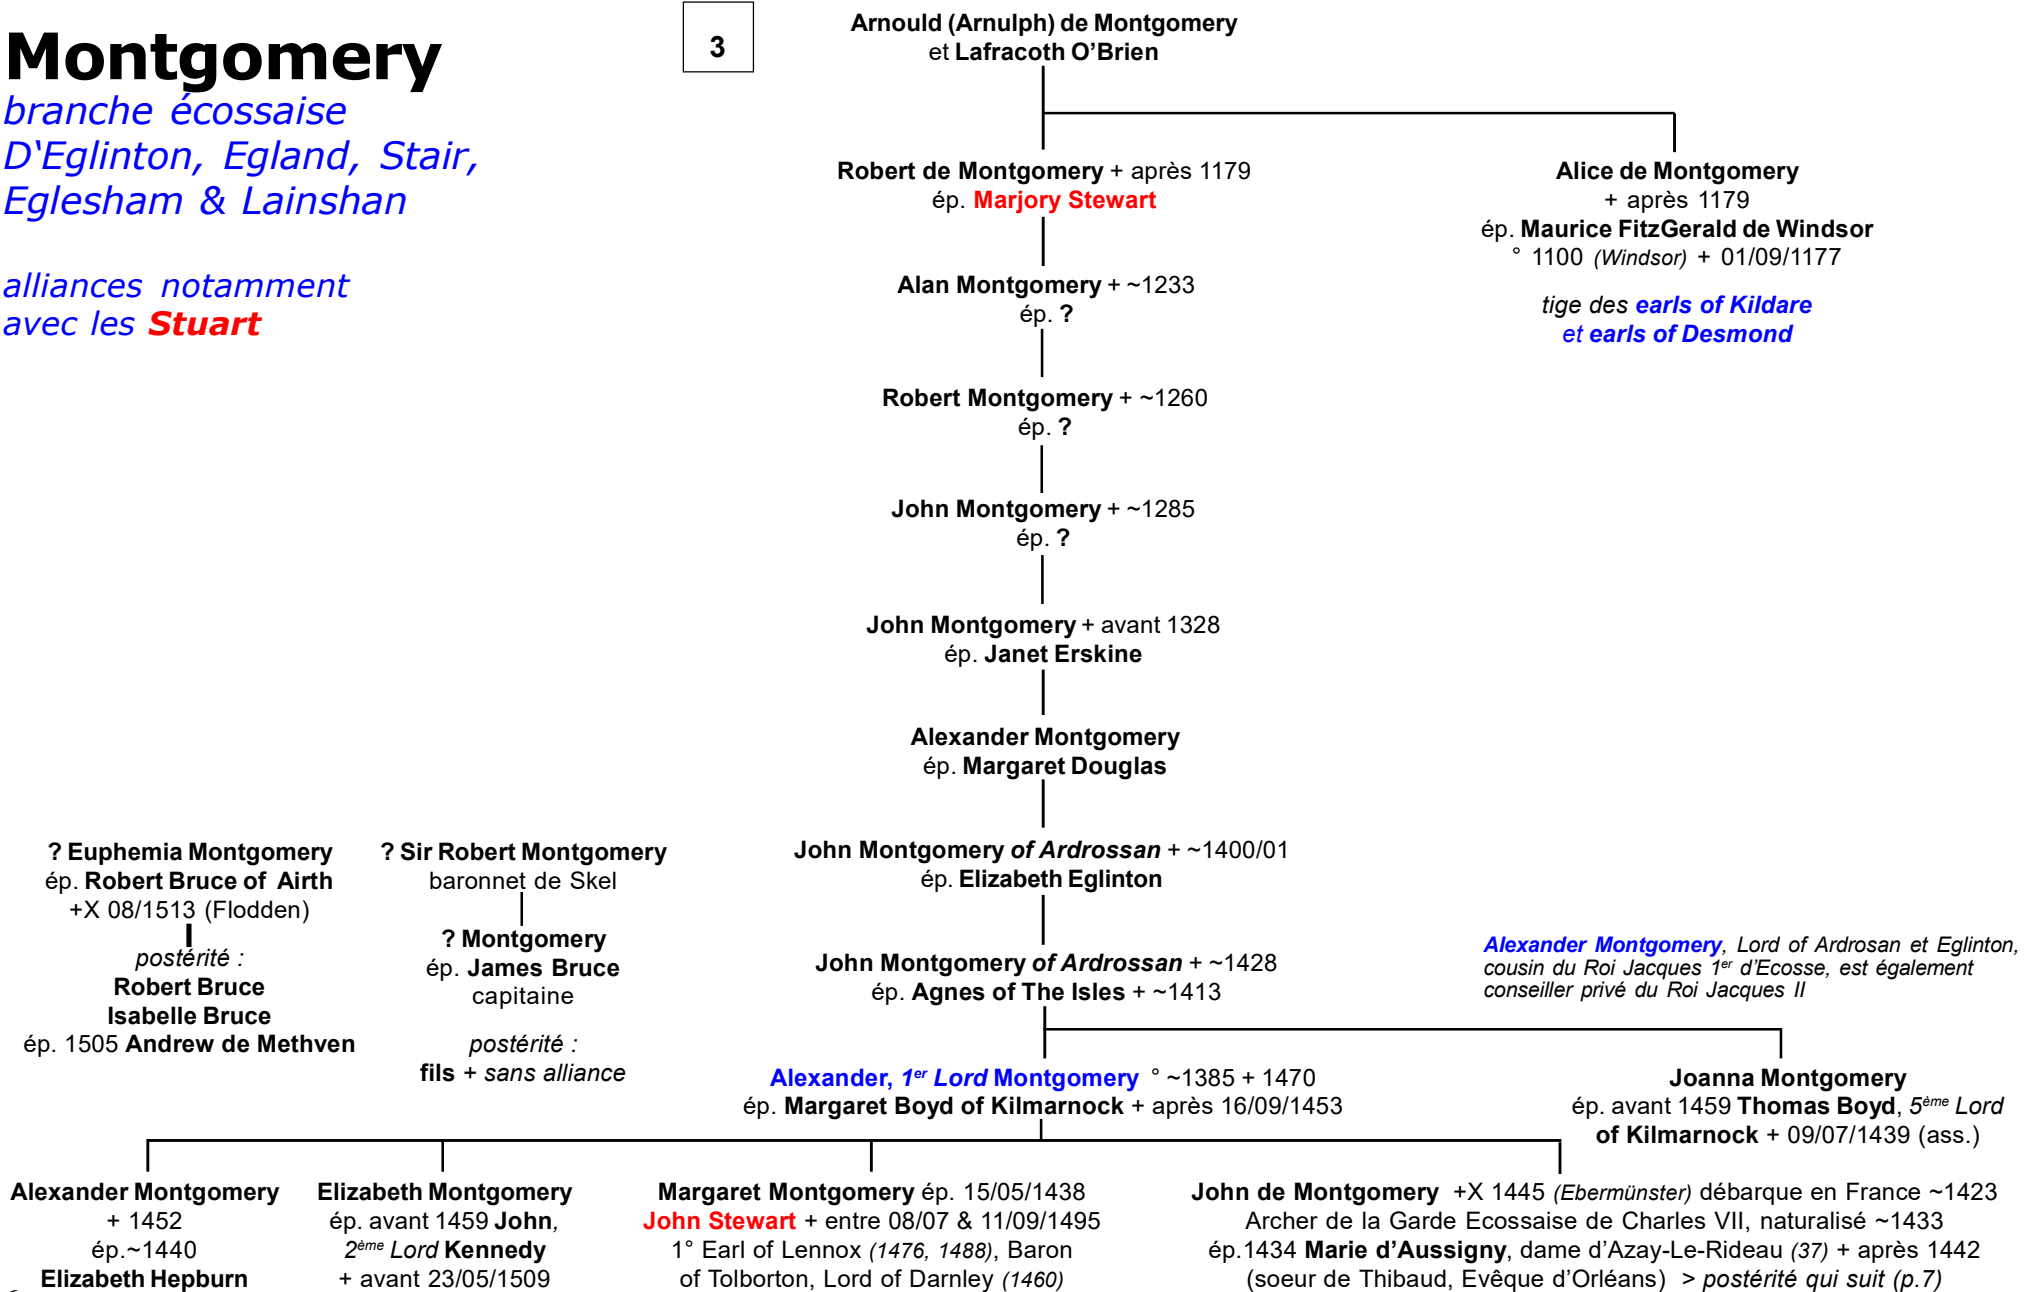 Montgomery
branche écossaise
D‘Eglinton, Egland, Stair,
Eglesham & Lainshan
alliances notamment
avec les Stuart
3
Arnould (Arnulph) de Montgomery
et Lafracoth O’Brien
Robert de Montgomery + après 1179
ép. Marjory Stewart
Alice de Montgomery
+ après 1179
ép. Maurice FitzGerald de Windsor
° 1100 (Windsor) + 01/09/1177
tige des earls of Kildare
et earls of Desmond
Alan Montgomery + ~1233
ép. ?
Robert Montgomery + ~1260
ép. ?
John Montgomery + ~1285
ép. ?
John Montgomery + avant 1328
ép. Janet Erskine
Alexander Montgomery
ép. Margaret Douglas
? Euphemia Montgomery
ép. Robert Bruce of Airth
+X 08/1513 (Flodden)
postérité :
Robert Bruce
Isabelle Bruce
ép. 1505 Andrew de Methven
? Sir Robert Montgomery
baronnet de Skel
? Montgomery
ép. James Bruce
capitaine
postérité :
fils + sans alliance
John Montgomery of Ardrossan + ~1400/01
ép. Elizabeth Eglinton
John Montgomery of Ardrossan + ~1428
ép. Agnes of The Isles + ~1413
Alexander Montgomery, Lord of Ardrosan et Eglinton,
cousin du Roi Jacques 1er d’Ecosse, est également
conseiller privé du Roi Jacques II
Alexander, 1er Lord Montgomery ° ~1385 + 1470
ép. Margaret Boyd of Kilmarnock + après 16/09/1453
Joanna Montgomery
ép. avant 1459 Thomas Boyd, 5ème Lord
of Kilmarnock + 09/07/1439 (ass.)
Alexander Montgomery
+ 1452
ép.~1440
Elizabeth Hepburn
Elizabeth Montgomery
ép. avant 1459 John,
2ème Lord Kennedy
+ avant 23/05/1509
Margaret Montgomery ép. 15/05/1438
John Stewart + entre 08/07 & 11/09/1495
1° Earl of Lennox (1476, 1488), Baron
of Tolborton, Lord of Darnley (1460)
John de Montgomery +X 1445 (Ebermünster) débarque en France ~1423
Archer de la Garde Ecossaise de Charles VII, naturalisé ~1433
ép.1434 Marie d’Aussigny, dame d’Azay-Le-Rideau (37) + après 1442
(soeur de Thibaud, Evêque d’Orléans) > postérité qui suit (p.7)